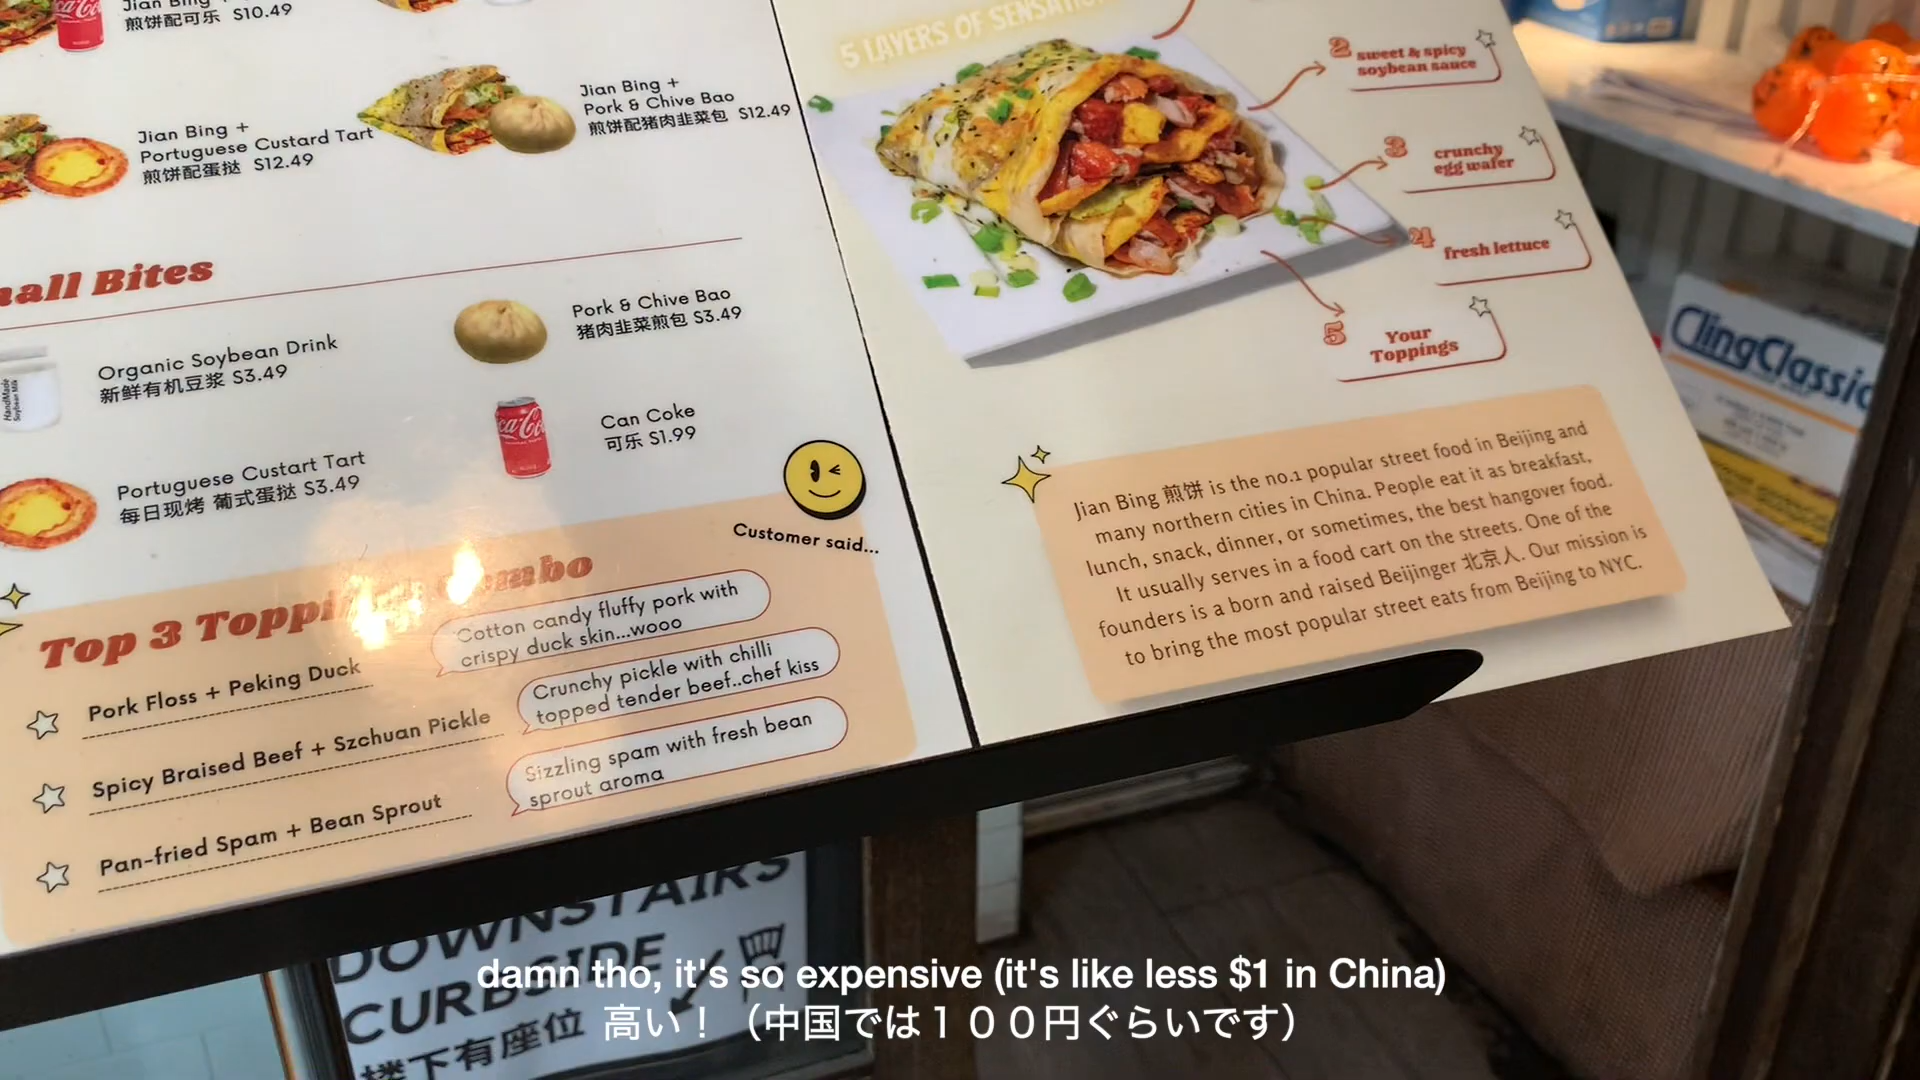 煎饼配可乐 $10.49
Jian Bing +
Portuguese Custard Tart
煎饼配蛋挞 $12.49
Jian Bing +
Pork & Chive Bao
煎饼配猪肉韭菜包 $12.49
Small Bites
Organic Soybean Drink
新鲜有机豆浆 $3.49
HandMade
Soybean Milk
Pork & Chive Bao
猪肉韭菜煎包 $3.49
Portuguese Custart Tart
每日现烤 葡式蛋挞 $3.49
Can Coke
可乐 $1.99
Customer said...
Top 3 Topping Combo
Pork Floss + Peking Duck
Cotton candy fluffy pork with
crispy duck skin...wooo
Spicy Braised Beef + Szchuan Pickle
Crunchy pickle with chilli
topped tender beef..chef kiss
Pan-fried Spam + Bean Sprout
Sizzling spam with fresh bean
sprout aroma
5 LAYERS OF SENSATION
2 sweet & spicy
soybean sauce
3 crunchy
egg wafer
4 fresh lettuce
5 Your
Toppings
Jian Bing 煎饼 is the no.1 popular street food in Beijing and
many northern cities in China. People eat it as breakfast,
lunch, snack, dinner, or sometimes, the best hangover food.
It usually serves in a food cart on the streets. One of the
founders is a born and raised Beijinger 北京人. Our mission is
to bring the most popular street eats from Beijing to NYC.
ClingClassic
DOWNSTAIRS
CURBSIDE
楼下有座位
damn tho, it's so expensive (it's like less $1 in China)
高い！（中国では１００円ぐらいです）